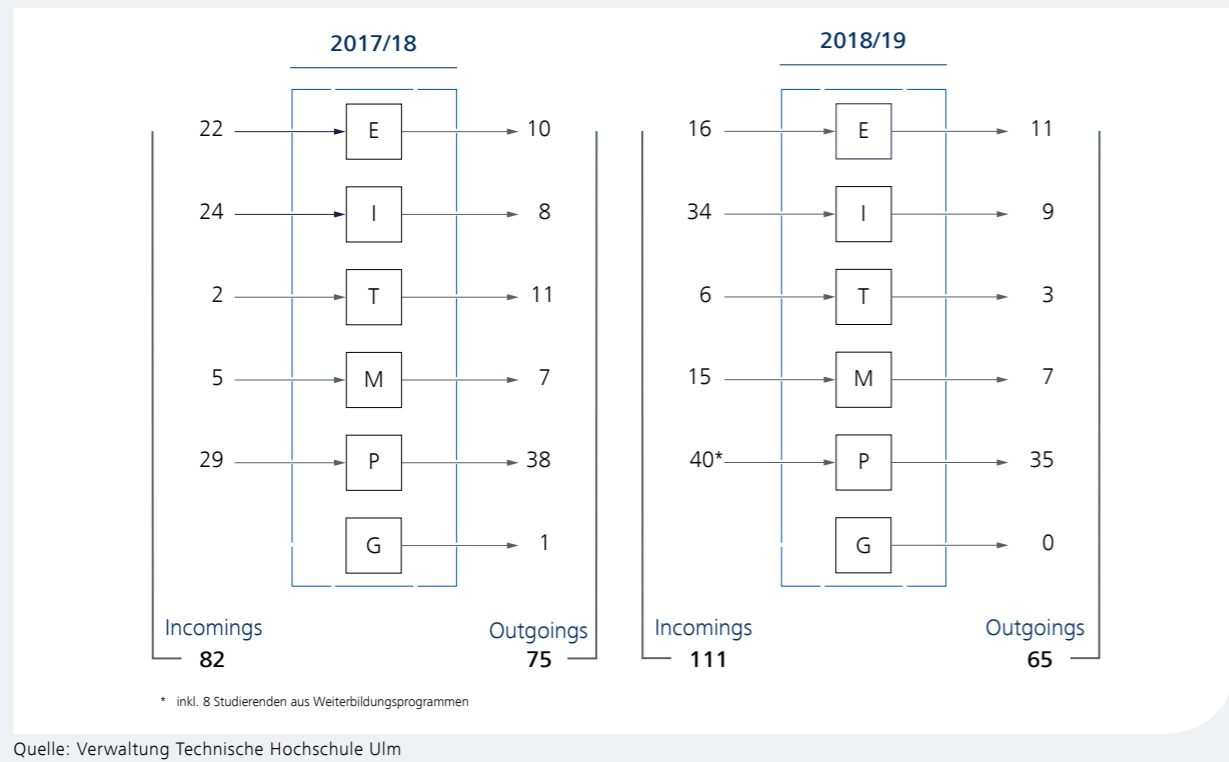 2017/18
22 E 10
24 I 8
2 T 11
5 M 7
29 P 38
G 1
Incomings Outgoings
82 75
2018/19
16 E 11
34 I 9
6 T 3
15 M 7
40* P 35
G 0
Incomings Outgoings
111 65
* inkl. 8 Studierenden aus Weiterbildungsprogrammen
Quelle: Verwaltung Technische Hochschule Ulm